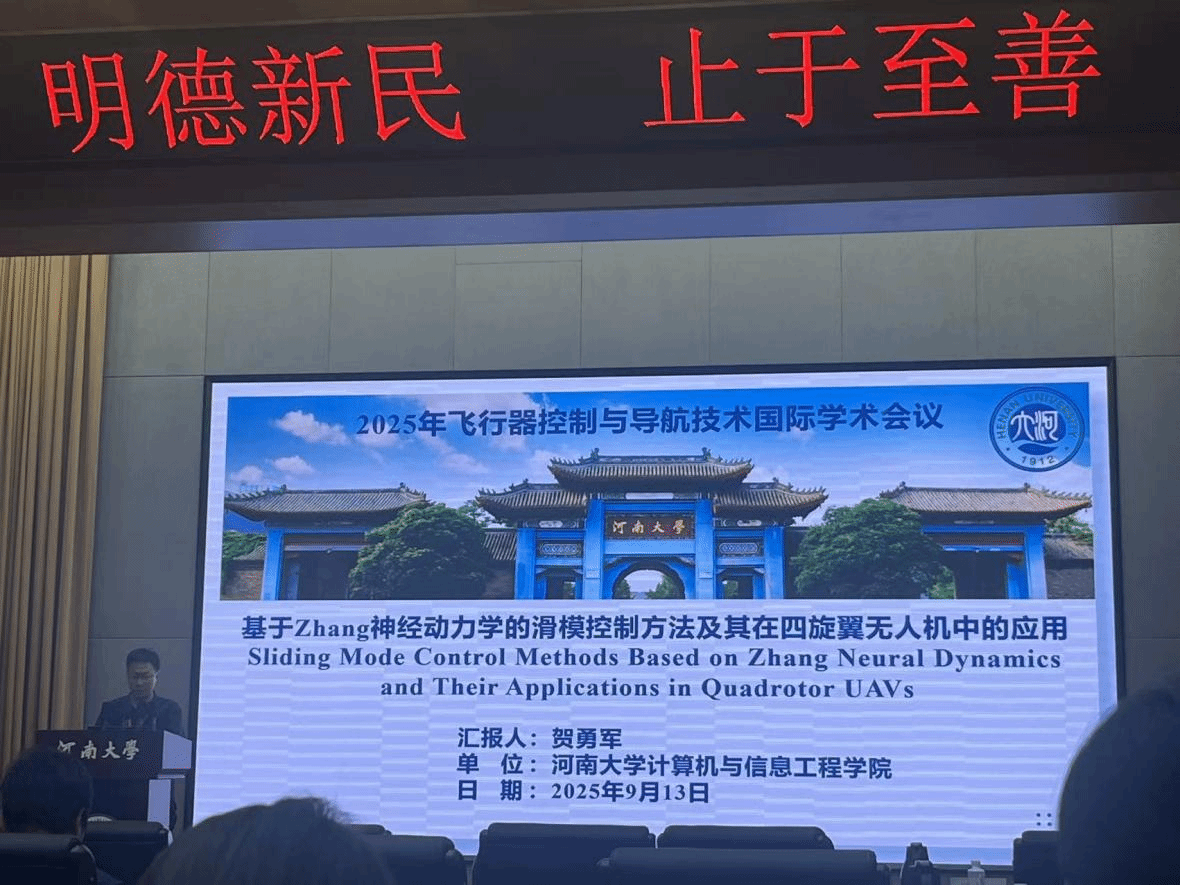 明德新民 止于至善
2025年飞行器控制与导航技术国际学术会议
HENAN UNIVERSITY
大河
1912
河南大學
基于Zhang神经动力学的滑模控制方法及其在四旋翼无人机中的应用
Sliding Mode Control Methods Based on Zhang Neural Dynamics
and Their Applications in Quadrotor UAVs
汇报人：贺勇军
单 位：河南大学计算机与信息工程学院
日 期：2025年9月13日
河南大學